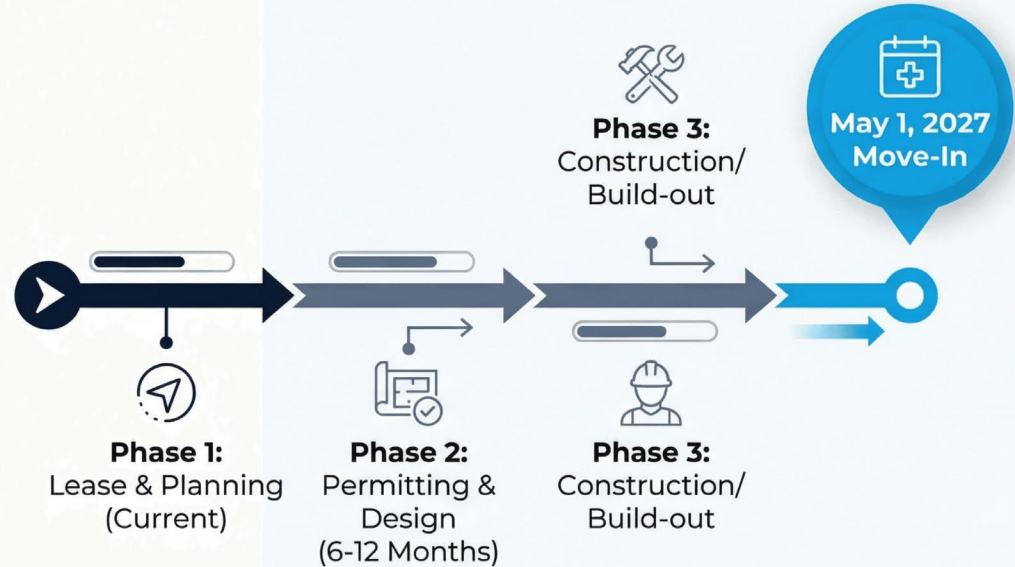 Phase 3:
Construction/
Build-out
May 1, 2027
Move-In
Phase 1:
Lease & Planning
(Current)
Phase 2:
Permitting &
Design
(6-12 Months)
Phase 3:
Construction/
Build-out